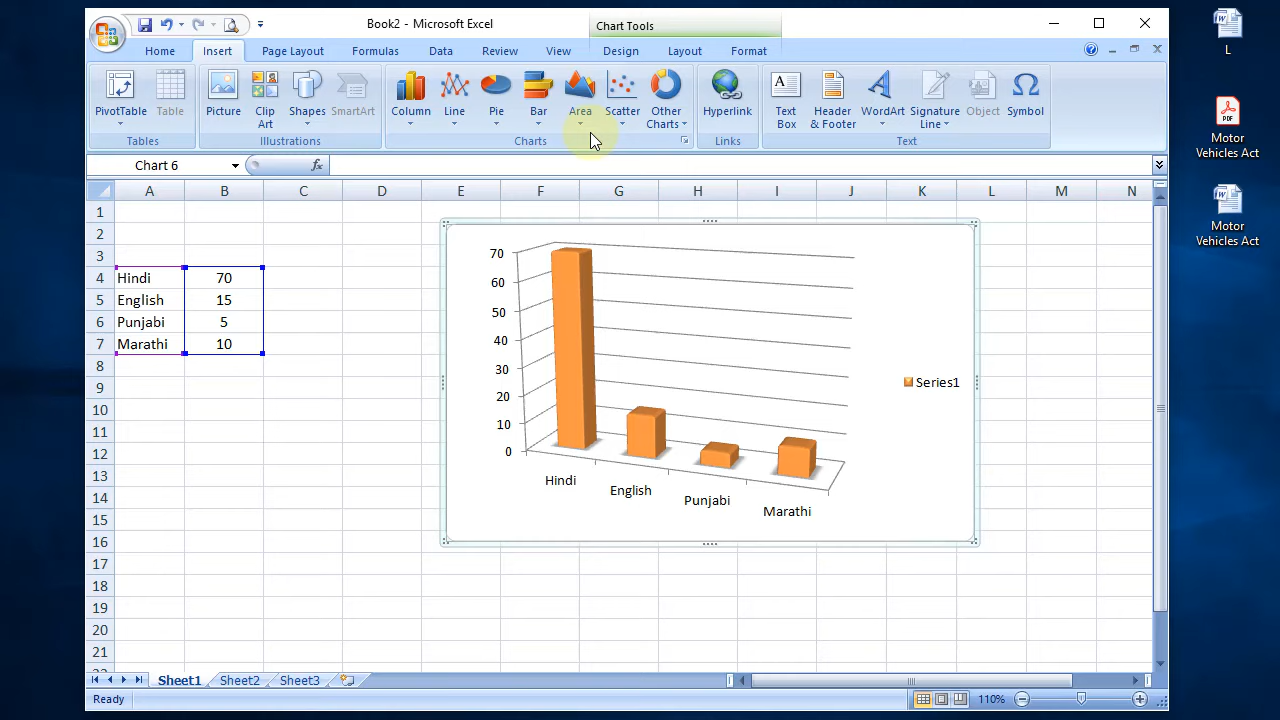 Book2 - Microsoft Excel
Chart Tools
Home Insert Page Layout Formulas Data Review View Design Layout Format
PivotTable Table
Tables
Picture Clip Art Shapes SmartArt
Illustrations
Column Line Pie Bar Area Scatter Other Charts
Charts
Hyperlink
Links
Text Box Header Footer WordArt Signature Line Object Symbol
Text
Chart 6 fx
A B C D E F G H I J K L M N
1
2
3
4 Hindi 70
5 English 15
6 Punjabi 5
7 Marathi 10
8
9
10
11
12
13
14
15
16
17
18
19
20
21
70
60
50
40
30
20
10
0
Hindi
English
Punjabi
Marathi
Series1
Sheet1 Sheet2 Sheet3
Ready 110%
L
PDF
Motor
Vehicles Act
Motor
Vehicles Act